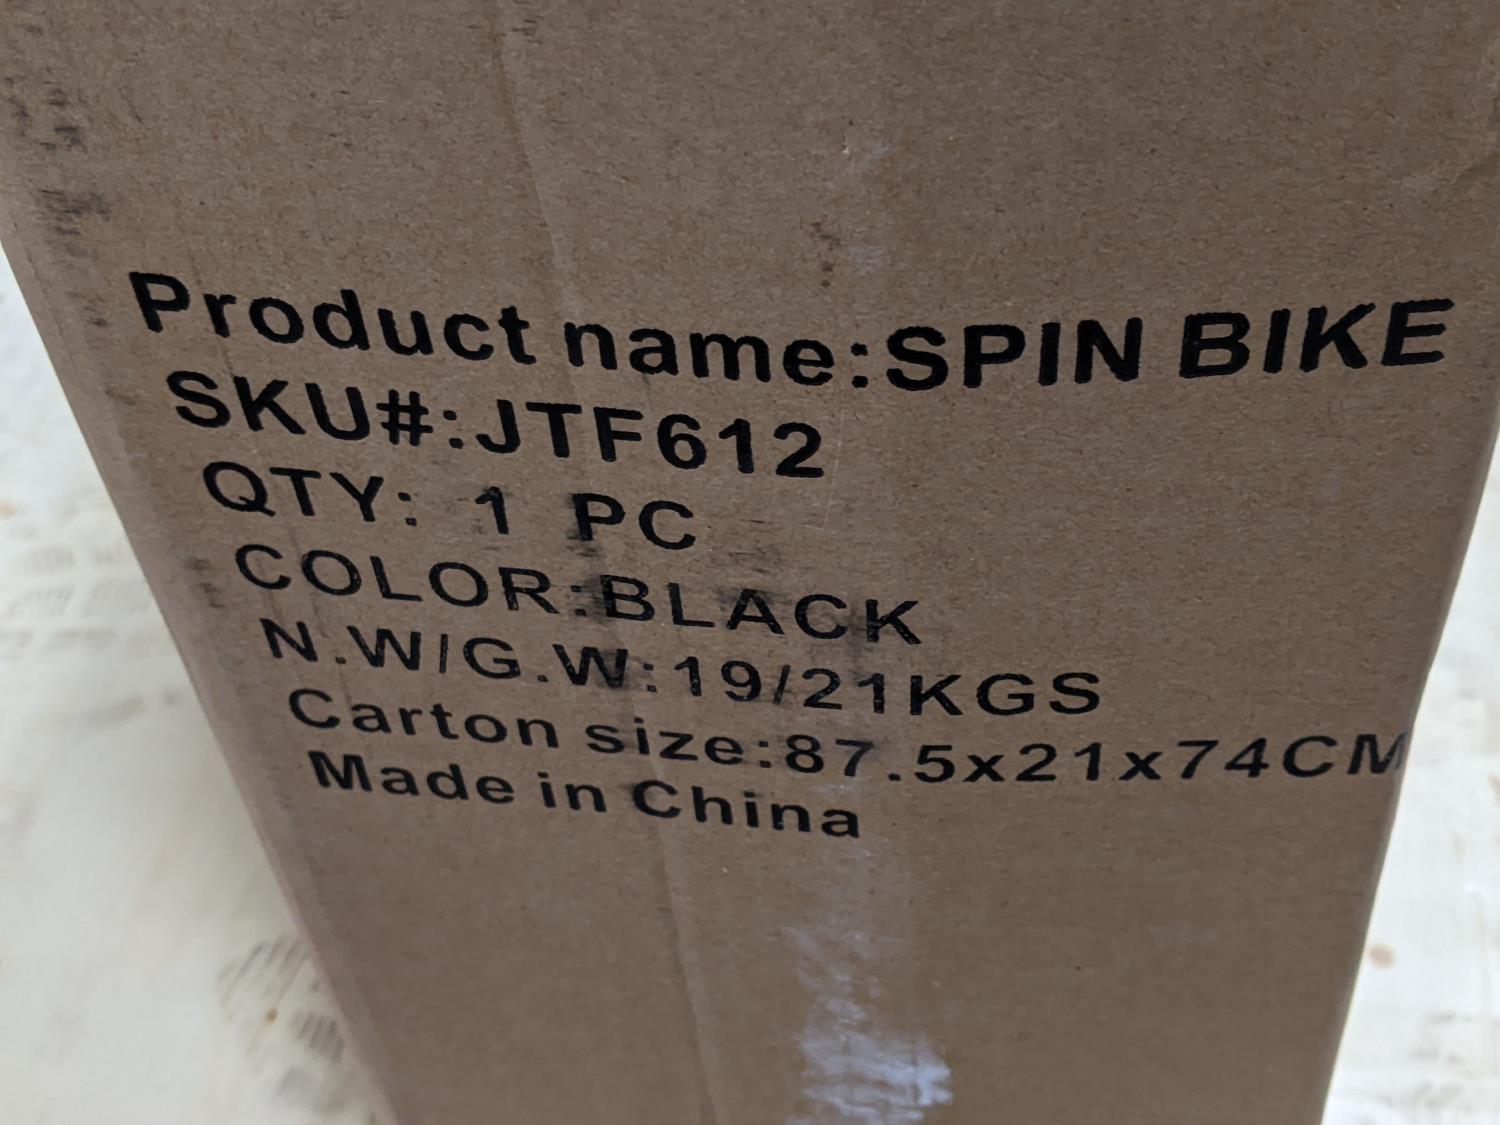 Product name:SPIN BIKE
SKU#:JTF612
QTY: 1 PC
COLOR:BLACK
N.W/G.W:19/21KGS
Carton size:87.5x21x74CM
Made in China